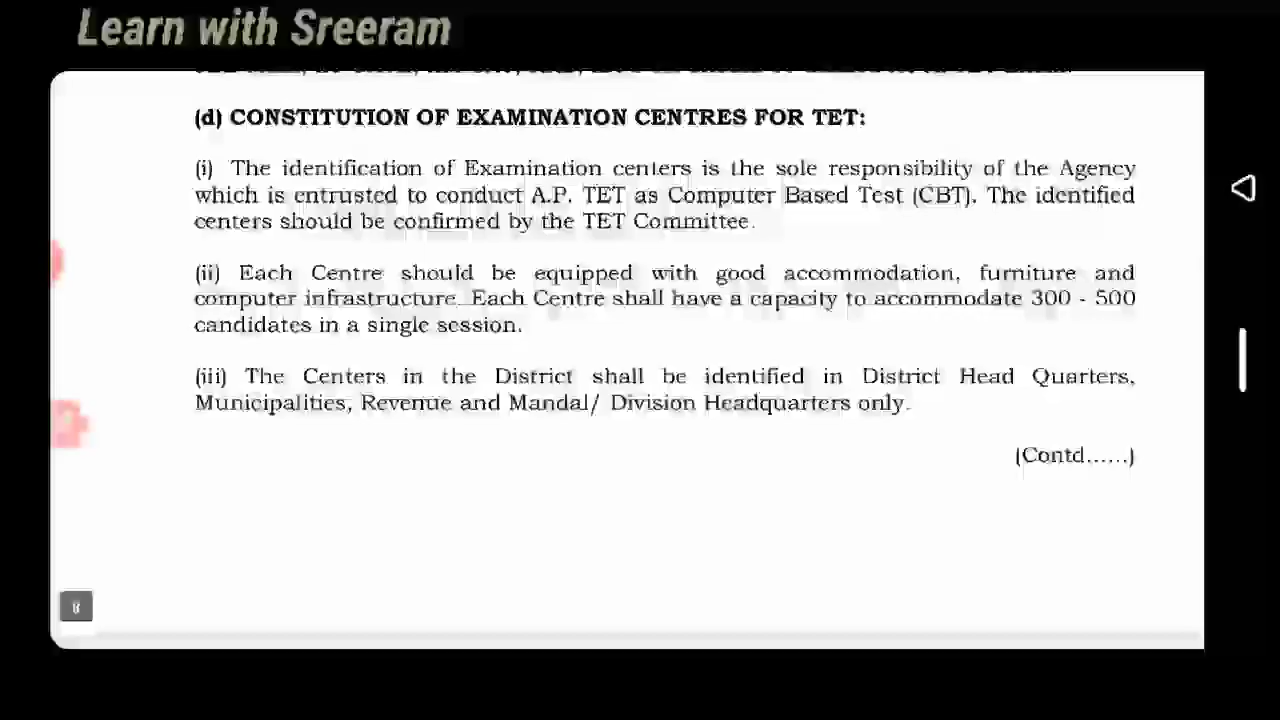 Learn with Sreeram
(d) CONSTITUTION OF EXAMINATION CENTRES FOR TET:
(i) The identification of Examination centers is the sole responsibility of the Agency
which is entrusted to conduct A.P. TET as Computer Based Test (CBT). The identified
centers should be confirmed by the TET Committee.
(ii) Each Centre should be equipped with good accommodation, furniture and
computer infrastructure. Each Centre shall have a capacity to accommodate 300 - 500
candidates in a single session.
(iii) The Centers in the District shall be identified in District Head Quarters,
Municipalities, Revenue and Mandal/ Division Headquarters only.
(Contd......)